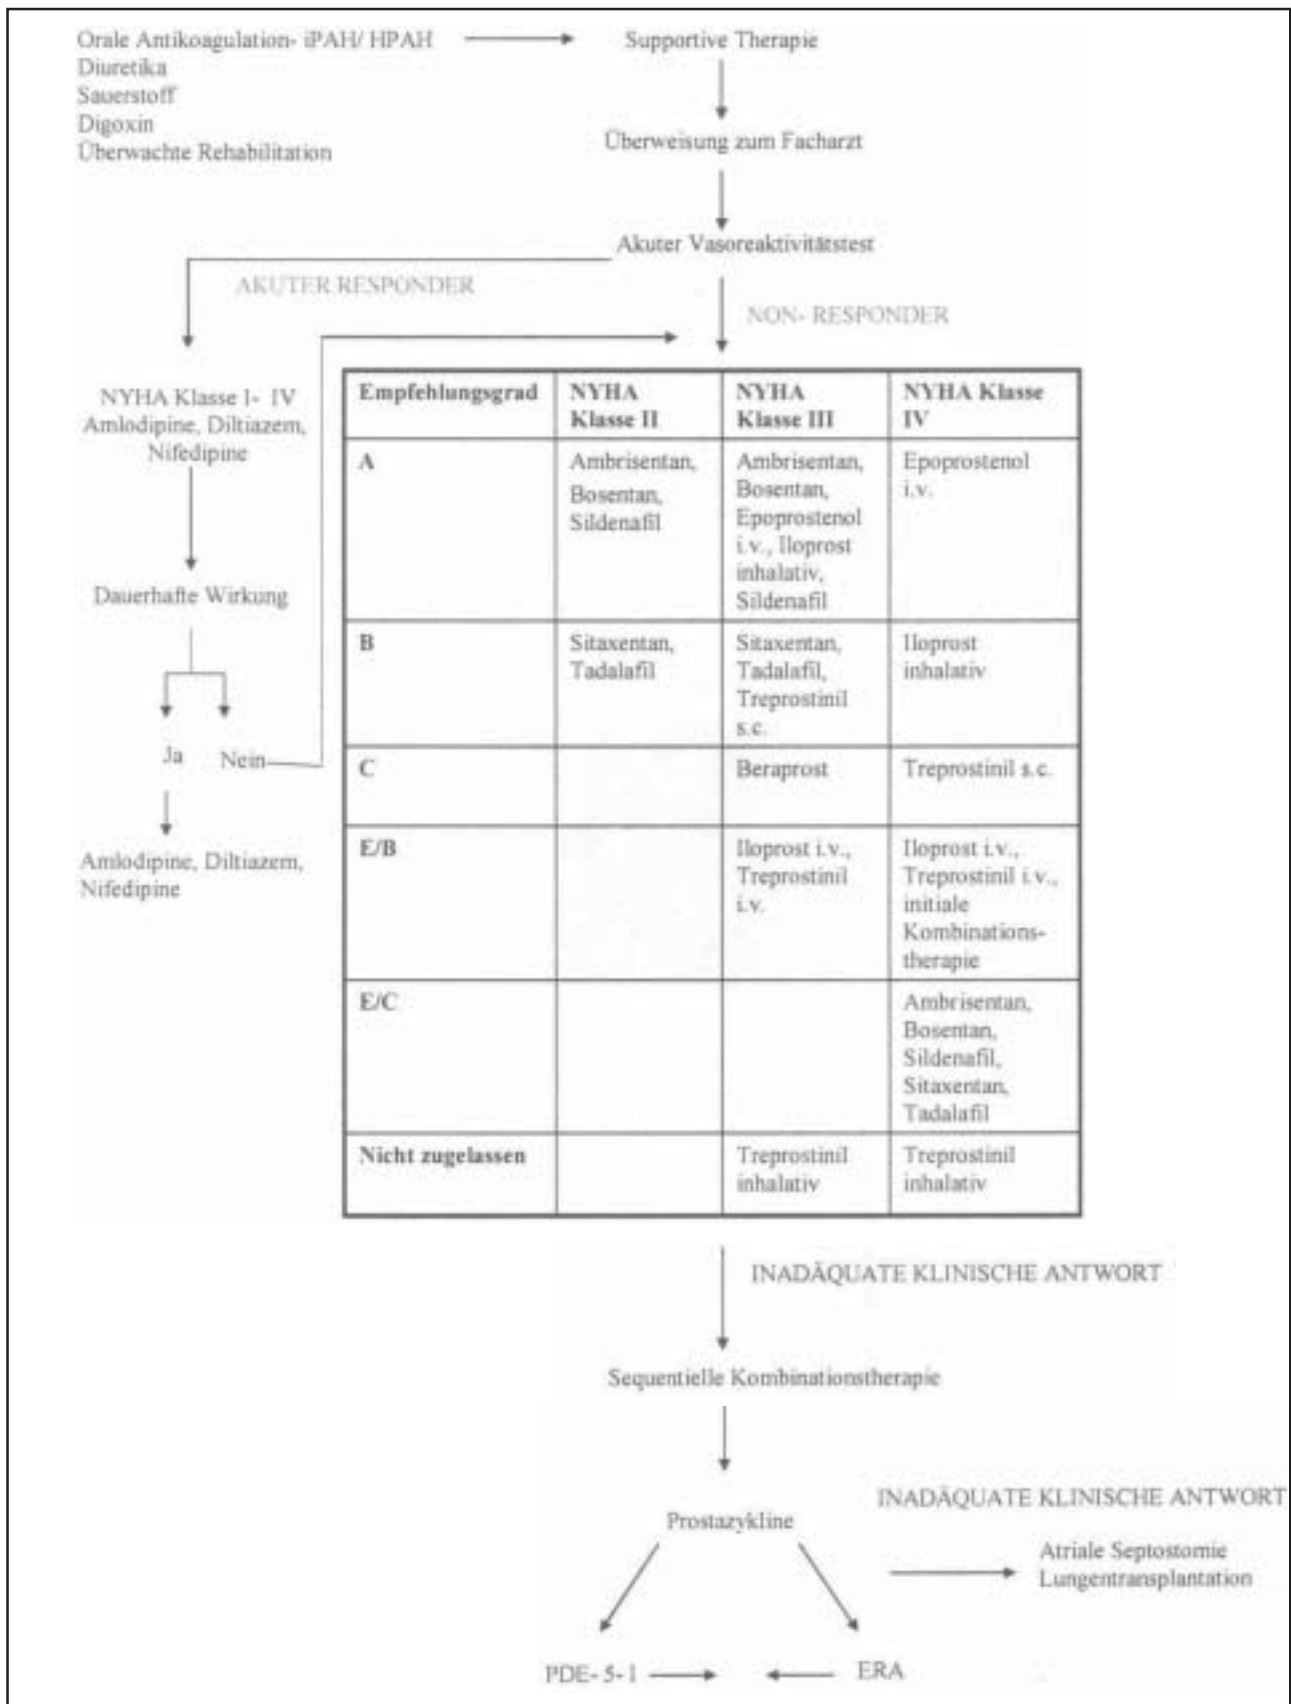 Orale Antikoagulation- iPAH/ HPAH
Diuretika
Sauerstoff
Digoxin
Überwachte Rehabilitation
Supportive Therapie
Überweisung zum Facharzt
Akuter Vasoreaktivitätstest
AKUTER RESPONDER
NON- RESPONDER
NYHA Klasse I- IV
Amlodipine, Diltiazem,
Nifedipine
Dauerhafte Wirkung
Ja
Nein
Amlodipine, Diltiazem,
Nifedipine
Empfehlungsgrad
NYHA
Klasse II
NYHA
Klasse III
NYHA Klasse
IV
A
Ambrisentan,
Bosentan,
Sildenafil
Ambrisentan,
Bosentan,
Epoprostenol
i.v., Iloprost
inhalativ,
Sildenafil
Epoprostenol
i.v.
B
Sitaxentan,
Tadalafil
Sitaxentan,
Tadalafil,
Treprostinil
s.c.
Iloprost
inhalativ
C
Beraprost
Treprostinil s.c.
E/B
Iloprost i.v.,
Treprostinil
i.v.
Iloprost i.v.,
Treprostinil i.v.,
initiale
Kombinations-
therapie
E/C
Ambrisentan,
Bosentan,
Sildenafil,
Sitaxentan,
Tadalafil
Nicht zugelassen
Treprostinil
inhalativ
Treprostinil
inhalativ
INADÄQUATE KLINISCHE ANTWORT
Sequentielle Kombinationstherapie
Prostazykline
INADÄQUATE KLINISCHE ANTWORT
Atriale Septostomie
Lungentransplantation
PDE- 5- I
ERA